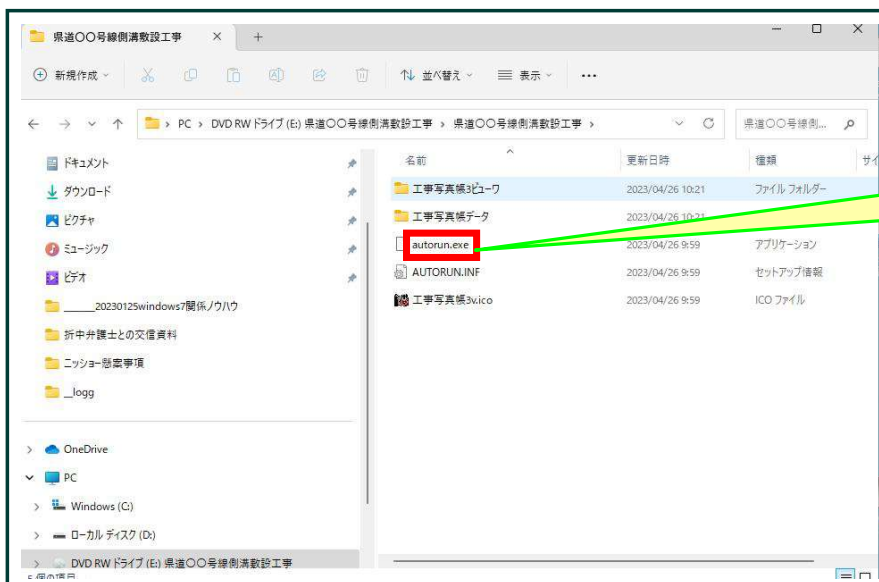 県道〇〇号線側溝敷設工事
新規作成
並べ替え
表示
PC > DVD RW ドライブ (E:) 県道〇〇号線側溝敷設工事 > 県道〇〇号線側溝敷設工事 >
県道〇〇号線側...
名前 更新日時 種類 サイ
ドキュメント
ダウンロード
ピクチャ
ミュージック
ビデオ
______20230125windows7関係ノウハウ
折中弁護士との交信資料
ニッショー懸案事項
__logg
OneDrive
PC
Windows (C:)
ローカル ディスク (D:)
DVD RW ドライブ (E:) 県道〇〇号線側溝敷設工事
工事写真帳3ビューワ 2023/04/26 10:21 ファイル フォルダー
工事写真帳データ 2023/04/26 10:21
autorun.exe 2023/04/26 9:59 アプリケーション
AUTORUN.INF 2023/04/26 9:59 セットアップ情報
工事写真帳3v.ico 2023/04/26 9:59 ICO ファイル
5 個の項目